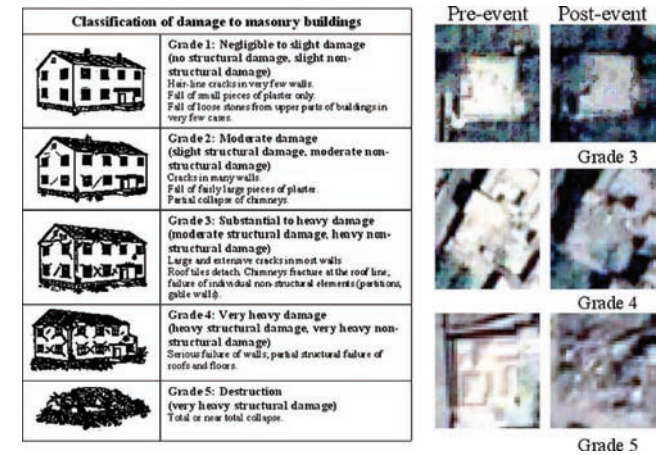 Classification of damage to masonry buildings
Grade 1: Negligible to slight damage
(no structural damage, slight non-
structural damage)
Hair-line cracks in very few walls.
Fall of small pieces of plaster only.
Fall of loose stones from upper parts of buildings in
very few cases.
Grade 2: Moderate damage
(slight structural damage, moderate non-
structural damage)
Cracks in many walls.
Fall of fairly large pieces of plaster.
Partial collapse of chimneys.
Grade 3: Substantial to heavy damage
(moderate structural damage, heavy non-
structural damage)
Large and extensive cracks in most walls
Roof tiles detach. Chimneys fracture at the roof line;
failure of individual non-structural elements (partitions,
gable walls).
Grade 4: Very heavy damage
(heavy structural damage, very heavy non-
structural damage)
Serious failure of walls; partial structural failure of
roofs and floors.
Grade 5: Destruction
(very heavy structural damage)
Total or near total collapse.
Pre-event Post-event
Grade 3
Grade 4
Grade 5